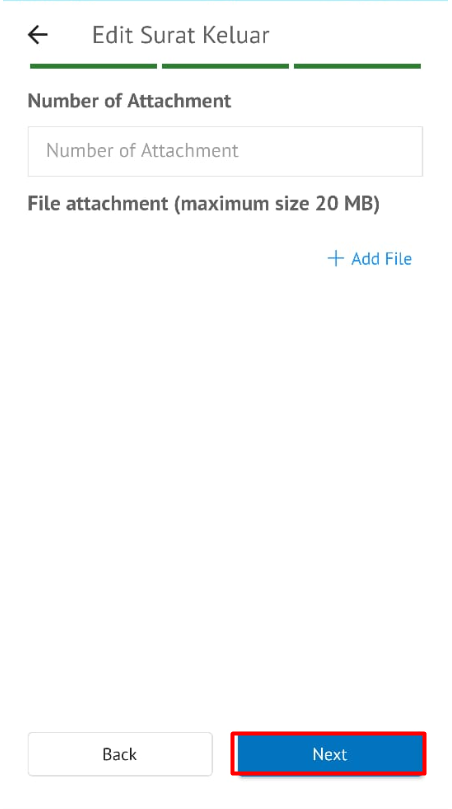 Edit Surat Keluar
Number of Attachment
Number of Attachment
File attachment (maximum size 20 MB)
+ Add File
Back
Next